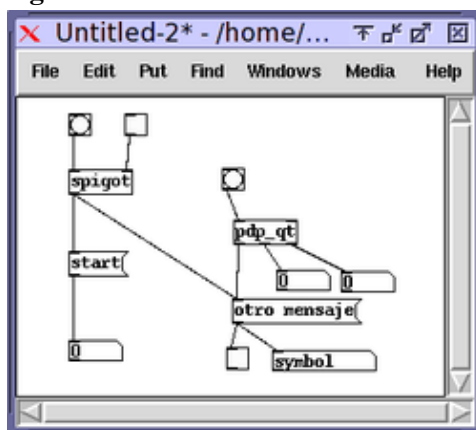 Untitled-2* - /home/...
File Edit Put Find Windows Media Help
spigot
pdp_qt
start
0
0
otro mensaje
0
symbol